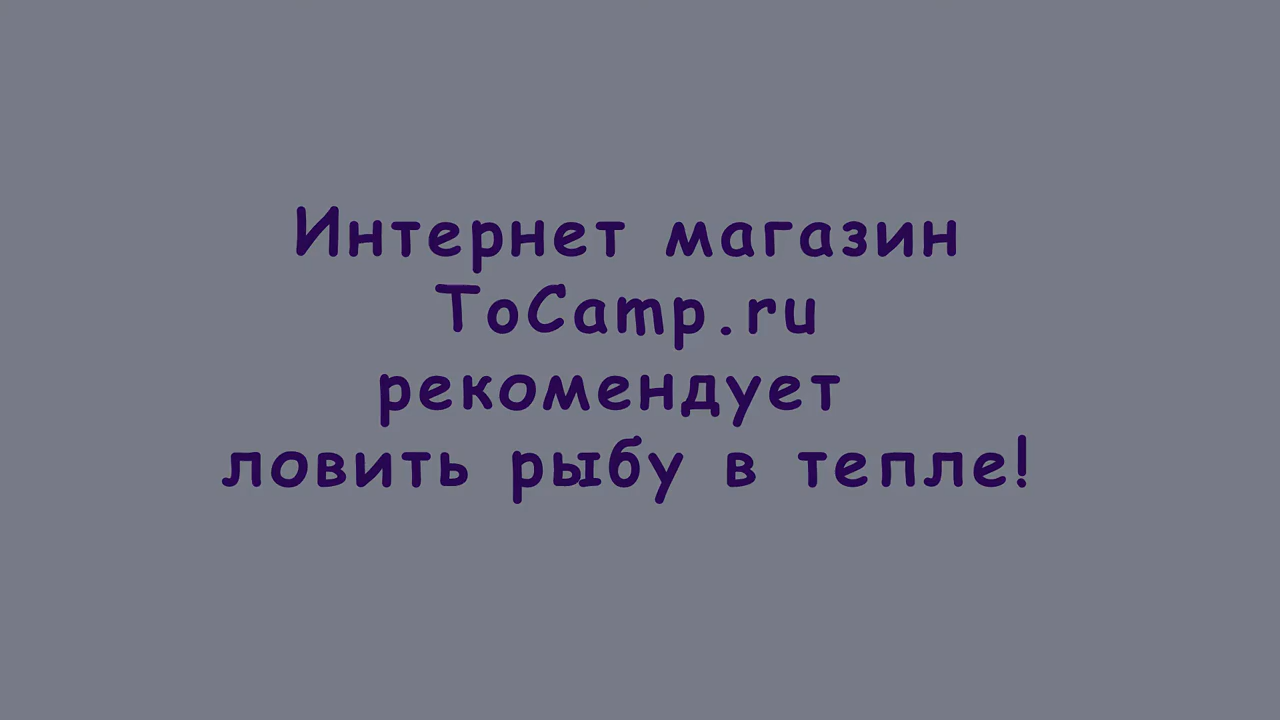 Интернет магазин
ToCamp.ru
рекомендует
ловить рыбу в тепле!